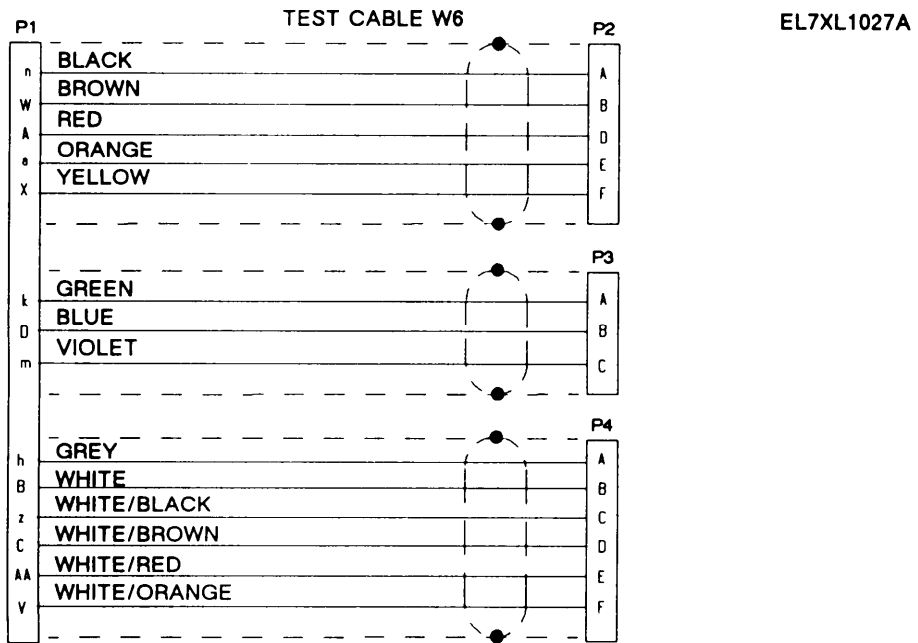 TEST CABLE W6
EL7XL1027A
P1 P2
n BLACK A
W BROWN B
A RED D
a ORANGE E
X YELLOW F
P3
k GREEN A
D BLUE B
m VIOLET C
P4
h GREY A
B WHITE B
z WHITE/BLACK C
C WHITE/BROWN D
AA WHITE/RED E
V WHITE/ORANGE F